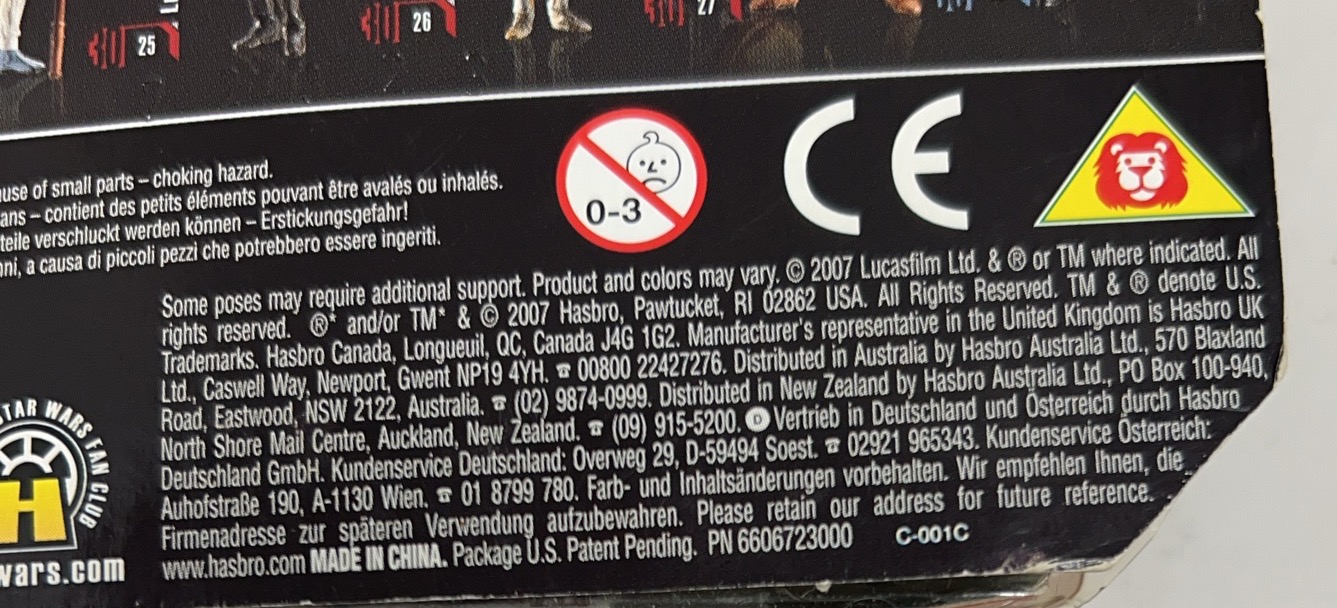 25
26
27
use of small parts – choking hazard.
ans – contient des petits éléments pouvant être avalés ou inhalés.
teile verschluckt werden können – Erstickungsgefahr!
ni, a causa di piccoli pezzi che potrebbero essere ingeriti.
0-3
CE
Some poses may require additional support. Product and colors may vary. © 2007 Lucasfilm Ltd. & ® or TM where indicated. All
rights reserved. ®* and/or TM* & © 2007 Hasbro, Pawtucket, RI 02862 USA. All Rights Reserved. TM & ® denote U.S.
Trademarks. Hasbro Canada, Longueuil, QC, Canada J4G 1G2. Manufacturer's representative in the United Kingdom is Hasbro UK
Ltd., Caswell Way, Newport, Gwent NP19 4YH. ☎ 00800 22427276. Distributed in Australia by Hasbro Australia Ltd., 570 Blaxland
Road, Eastwood, NSW 2122, Australia. ☎ (02) 9874-0999. Distributed in New Zealand by Hasbro Australia Ltd., PO Box 100-940,
North Shore Mail Centre, Auckland, New Zealand. ☎ (09) 915-5200. D Vertrieb in Deutschland und Österreich durch Hasbro
Deutschland GmbH. Kundenservice Deutschland: Overweg 29, D-59494 Soest. ☎ 02921 965343. Kundenservice Österreich:
Auhofstraße 190, A-1130 Wien. ☎ 01 8799 780. Farb- und Inhaltsänderungen vorbehalten. Wir empfehlen Ihnen, die
Firmenadresse zur späteren Verwendung aufzubewahren. Please retain our address for future reference.
www.hasbro.com MADE IN CHINA. Package U.S. Patent Pending. PN 6606723000 C-001C
STAR WARS FAN CLUB
H
wars.com